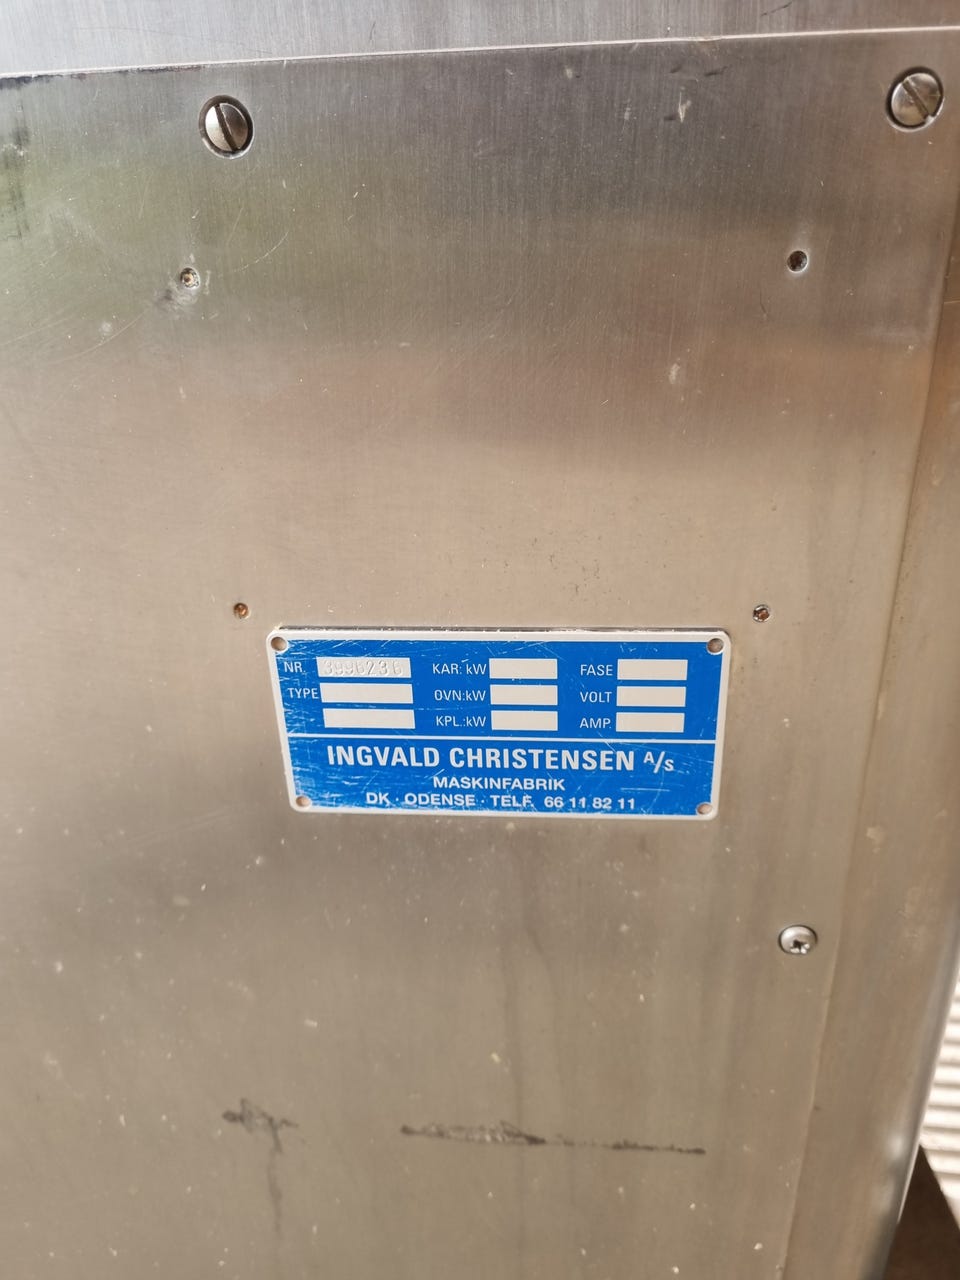 NR. 3996236 KAR: kW FASE
TYPE OVN:kW VOLT
KPL.:kW AMP.
INGVALD CHRISTENSEN A/S
MASKINFABRIK
DK · ODENSE · TELF. 66 11 82 11